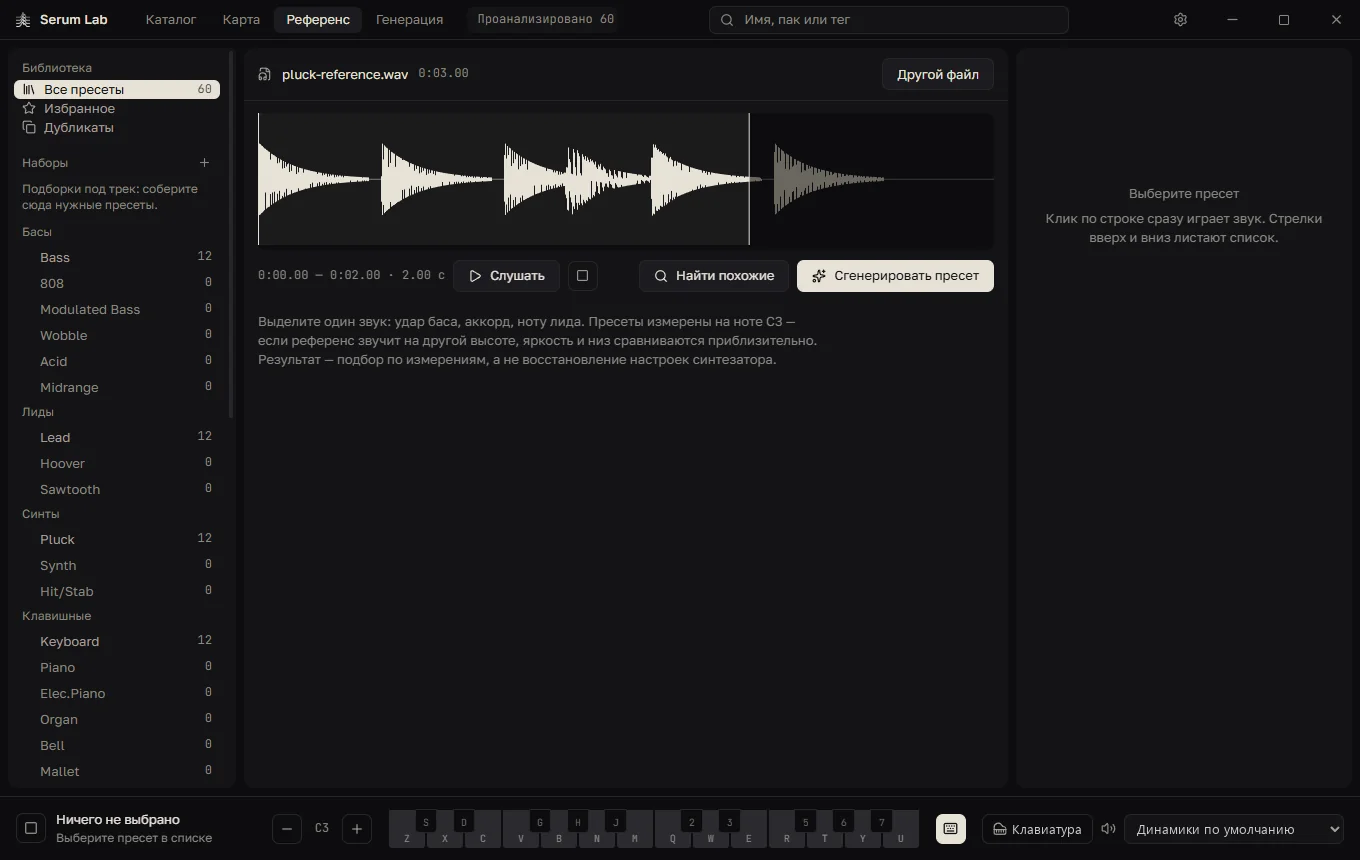 Serum Lab
Каталог
Карта
Референс
Генерация
Проанализировано 60
Имя, пак или тег
Библиотека
Все пресеты 60
Избранное
Дубликаты
Наборы
Подборки под трек: соберите
сюда нужные пресеты.
Басы
Bass 12
808 0
Modulated Bass 0
Wobble 0
Acid 0
Midrange 0
Лиды
Lead 12
Hoover 0
Sawtooth 0
Синты
Pluck 12
Synth 0
Hit/Stab 0
Клавишные
Keyboard 12
Piano 0
Elec.Piano 0
Organ 0
Bell 0
Mallet 0
pluck-reference.wav 0:03.00
Другой файл
0:00.00 — 0:02.00 · 2.00 с
Слушать
Найти похожие
Сгенерировать пресет
Выделите один звук: удар баса, аккорд, ноту лида. Пресеты измерены на ноте C3 —
если референс звучит на другой высоте, яркость и низ сравниваются приблизительно.
Результат — подбор по измерениям, а не восстановление настроек синтезатора.
Выберите пресет
Клик по строке сразу играет звук. Стрелки
вверх и вниз листают список.
Ничего не выбрано
Выберите пресет в списке
C3
S D G H J 2 3 5 6 7
Z X C V B N M Q W E R T Y U
Клавиатура
Динамики по умолчанию